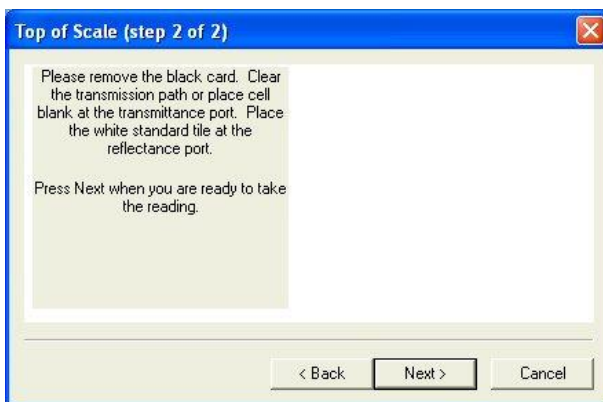 Top of Scale (step 2 of 2)
Please remove the black card. Clear
the transmission path or place cell
blank at the transmittance port. Place
the white standard tile at the
reflectance port.
Press Next when you are ready to take
the reading.
< Back
Next >
Cancel